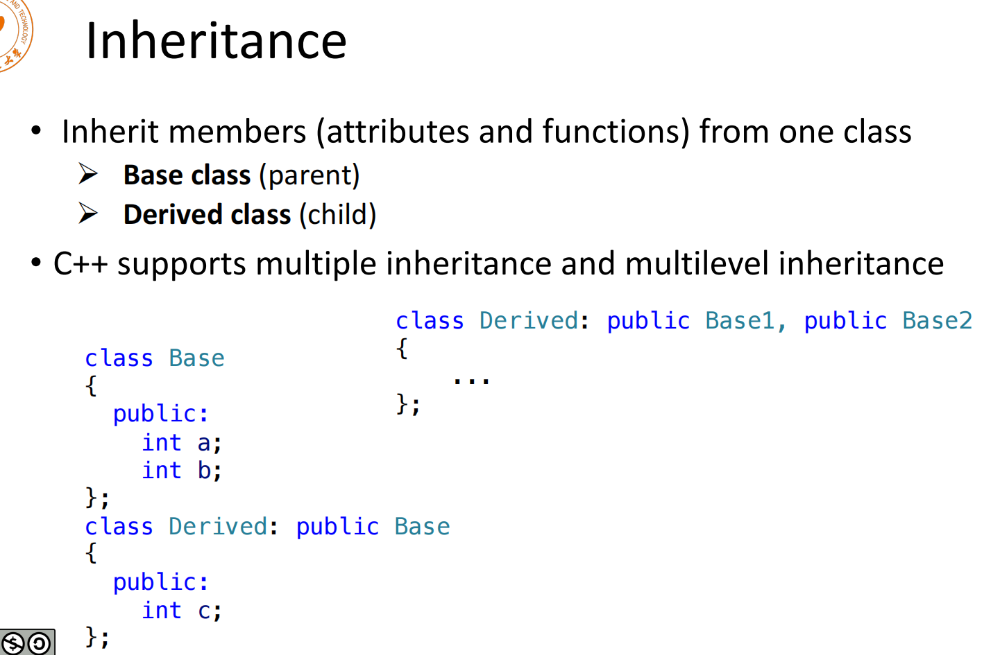 AND TECHNOLOGY
Inheritance
• Inherit members (attributes and functions) from one class
➢ Base class (parent)
➢ Derived class (child)
• C++ supports multiple inheritance and multilevel inheritance
class Base
{
  public:
    int a;
    int b;
};
class Derived: public Base
{
  public:
    int c;
};
class Derived: public Base1, public Base2
{
    ...
};